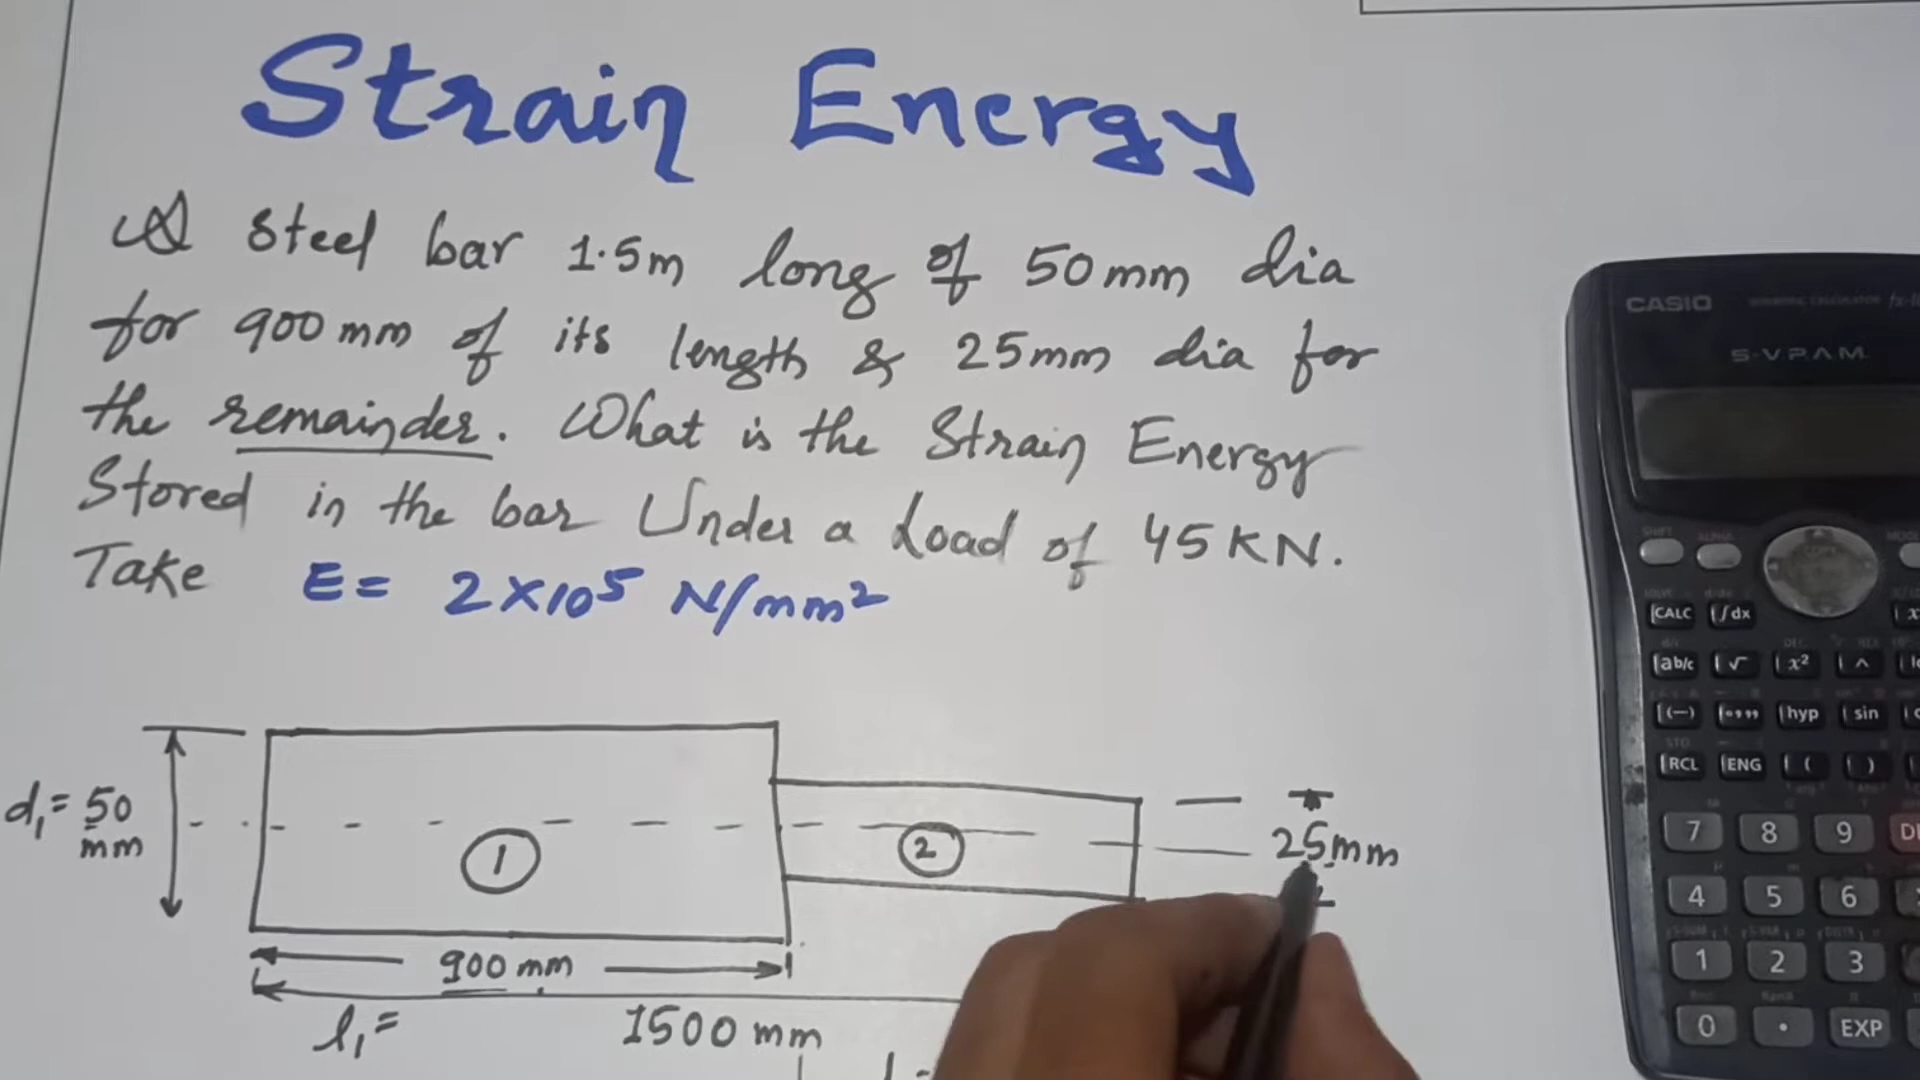 Strain Energy
A Steel bar 1.5m long of 50mm dia
for 900mm of its length & 25mm dia for
the remainder. What is the Strain Energy
Stored in the bar Under a Load of 45KN.
Take E= 2×10⁵ N/mm²
d₁= 50
mm
1
2
25mm
900 mm
l₁=
1500 mm
CASIO
S-V.P.A.M.
SHIFT
ALPHA
CALC ∫dx
ab/c √ x² ^
(−) °’” hyp sin
RCL ENG ( )
7 8 9
4 5 6
1 2 3
0 . EXP